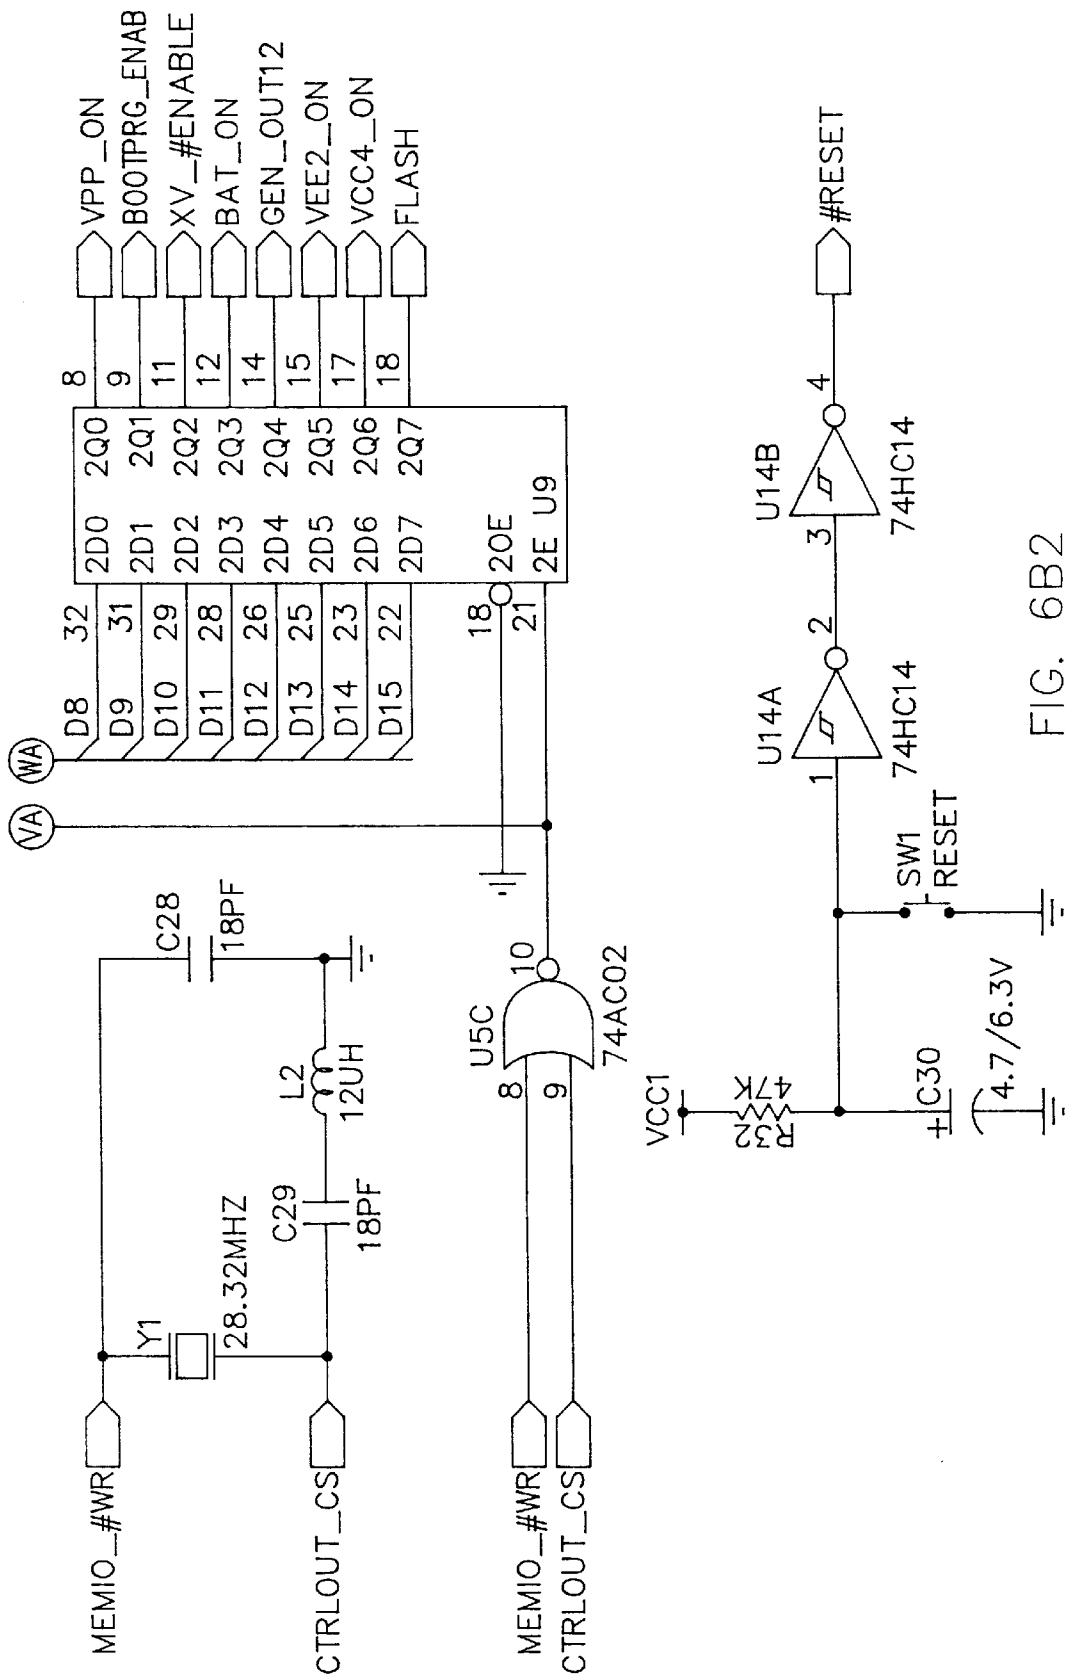 WA
VA
D8 32 2D0 2Q0 8 VPP_ON
D9 31 2D1 2Q1 9 BOOTPRG_ENAB
D10 29 2D2 2Q2 11 XV_#ENABLE
D11 28 2D3 2Q3 12 BAT_ON
D12 26 2D4 2Q4 14 GEN_OUT12
D13 25 2D5 2Q5 15 VEE2_ON
D14 23 2D6 2Q6 17 VCC4_ON
D15 22 2D7 2Q7 18 FLASH
18 2OE
21 2E U9
MEMIO_#WR
Y1
28.32MHZ
C28
18PF
CTRLOUT_CS
C29
18PF
L2
12UH
MEMIO_#WR 8
CTRLOUT_CS 9
U5C
10
74AC02
VCC1
R32
47K
+ C30
4.7/6.3V
SW1
RESET
U14A
1 2
74HC14
U14B
3 4
74HC14
#RESET
FIG. 6B2